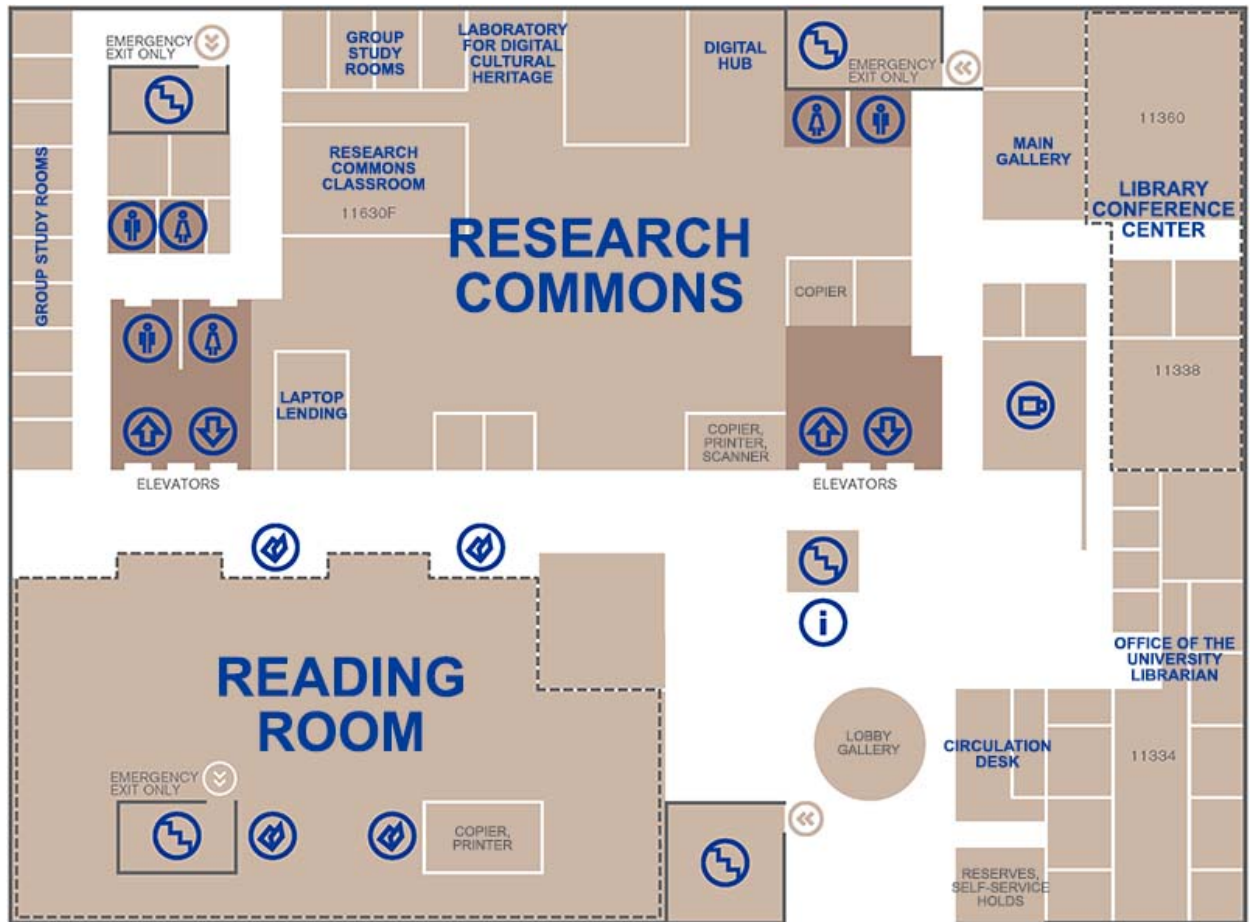 EMERGENCY
EXIT ONLY
GROUP
STUDY
ROOMS
LABORATORY
FOR DIGITAL
CULTURAL
HERITAGE
DIGITAL
HUB
EMERGENCY
EXIT ONLY
11360
MAIN
GALLERY
LIBRARY
CONFERENCE
CENTER
GROUP STUDY ROOMS
RESEARCH
COMMONS
CLASSROOM
11630F
RESEARCH
COMMONS
COPIER
11338
LAPTOP
LENDING
COPIER,
PRINTER,
SCANNER
ELEVATORS
ELEVATORS
i
READING
ROOM
OFFICE OF THE
UNIVERSITY
LIBRARIAN
LOBBY
GALLERY
CIRCULATION
DESK
11334
EMERGENCY
EXIT ONLY
COPIER,
PRINTER
RESERVES,
SELF-SERVICE
HOLDS